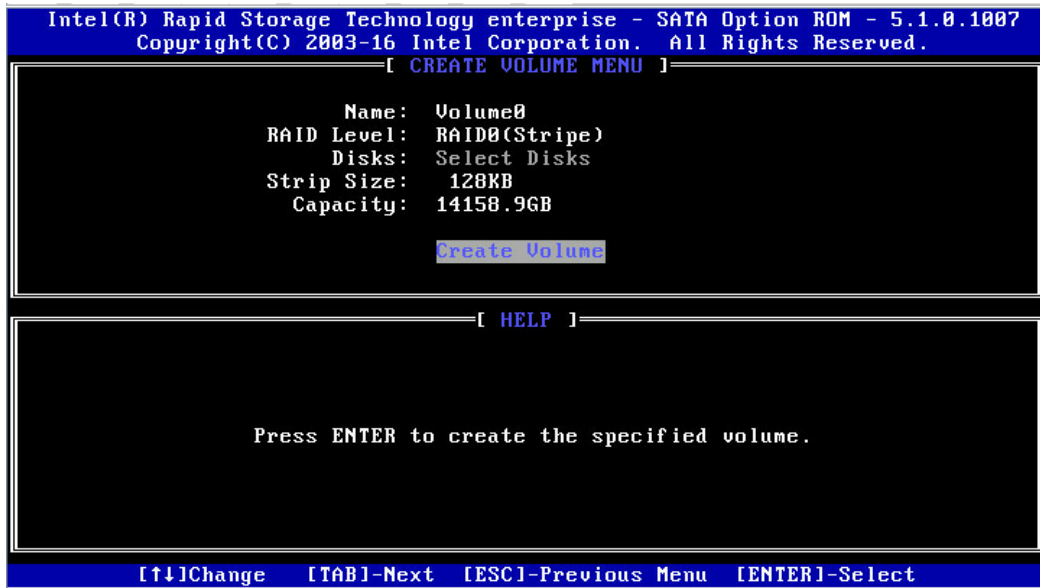 Intel(R) Rapid Storage Technology enterprise - SATA Option ROM - 5.1.0.1007
Copyright(C) 2003-16 Intel Corporation. All Rights Reserved.
[ CREATE VOLUME MENU ]
Name: Volume0
RAID Level: RAID0(Stripe)
Disks: Select Disks
Strip Size: 128KB
Capacity: 14158.9GB
Create Volume
[ HELP ]
Press ENTER to create the specified volume.
[↑↓]Change [TAB]-Next [ESC]-Previous Menu [ENTER]-Select